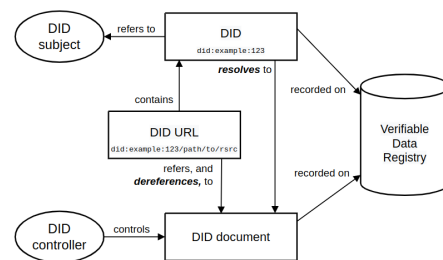 DID
subject
refers to
DID
did:example:123
resolves to
recorded on
contains
DID URL
did:example:123/path/to/rsrc
Verifiable
Data
Registry
refers, and
dereferences, to
recorded on
DID
controller
controls
DID document